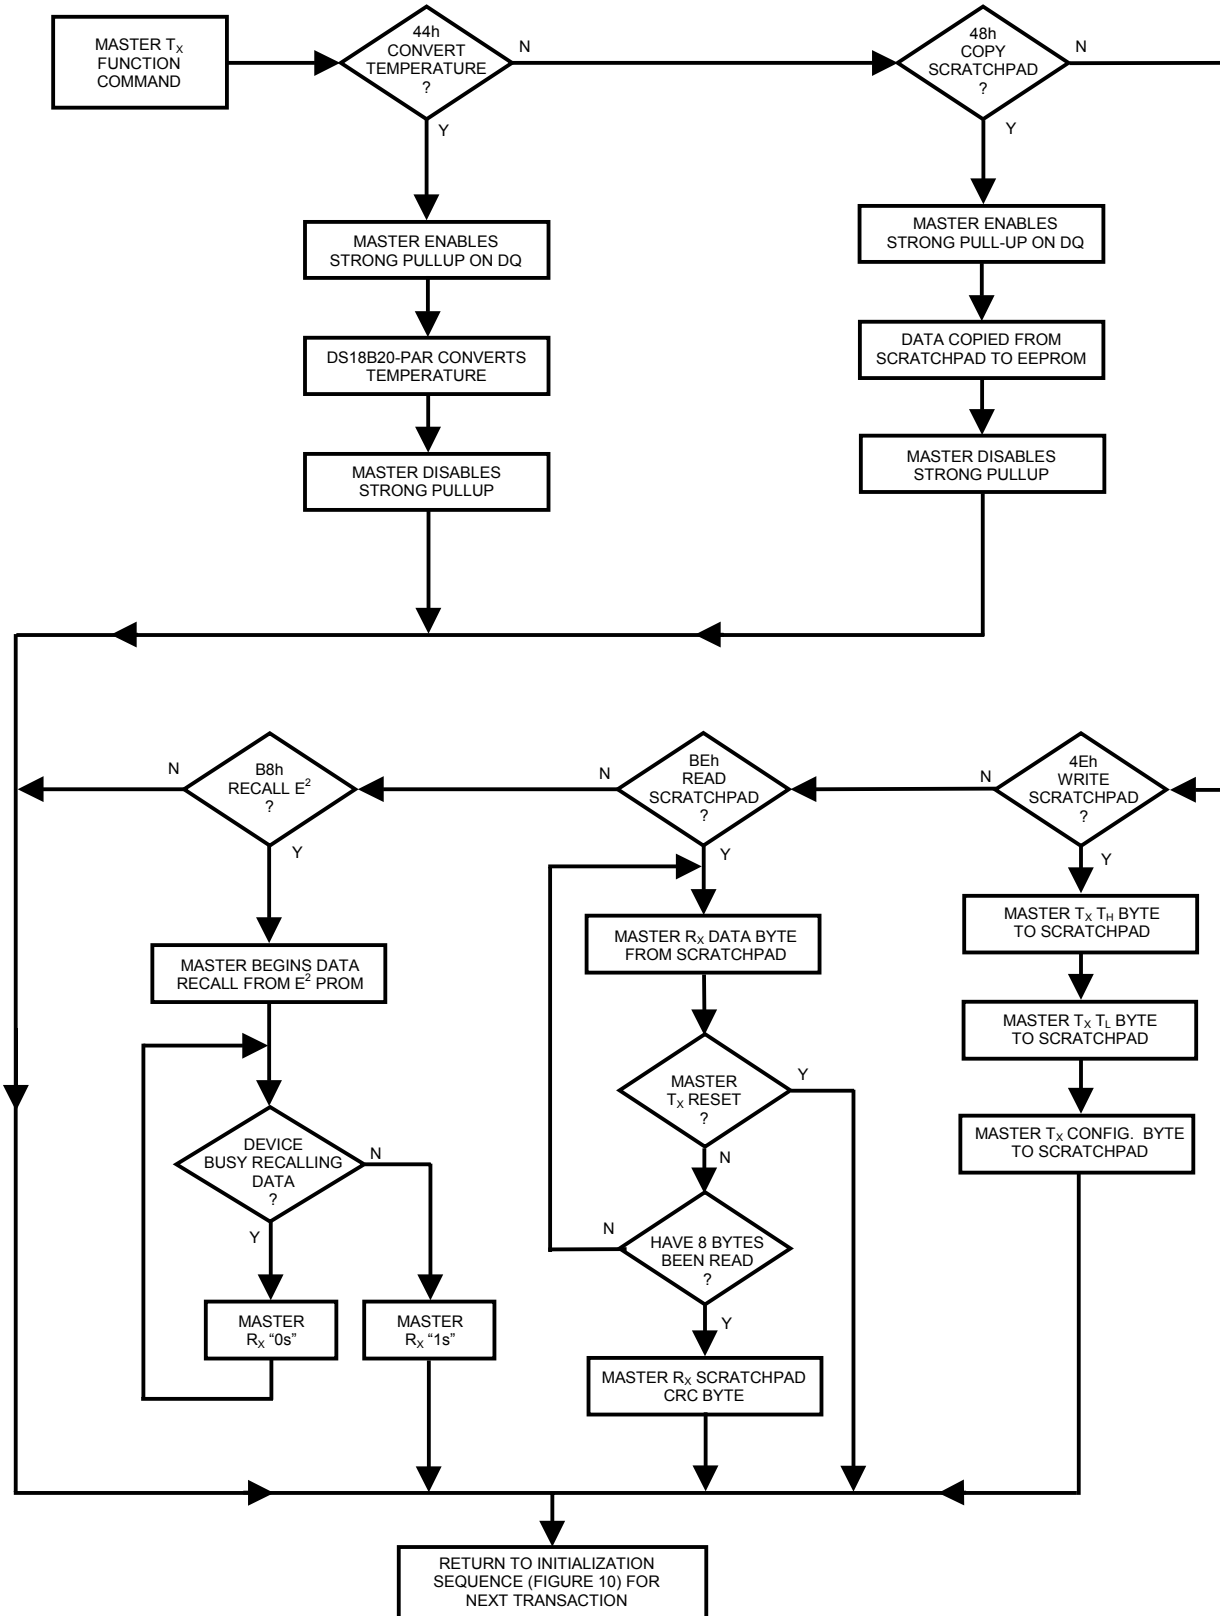 MASTER TX
FUNCTION
COMMAND
44h
CONVERT
TEMPERATURE
?
N
Y
48h
COPY
SCRATCHPAD
?
N
Y
MASTER ENABLES
STRONG PULLUP ON DQ
DS18B20-PAR CONVERTS
TEMPERATURE
MASTER DISABLES
STRONG PULLUP
MASTER ENABLES
STRONG PULL-UP ON DQ
DATA COPIED FROM
SCRATCHPAD TO EEPROM
MASTER DISABLES
STRONG PULLUP
N
B8h
RECALL E²
?
Y
N
BEh
READ
SCRATCHPAD
?
Y
N
4Eh
WRITE
SCRATCHPAD
?
Y
MASTER BEGINS DATA
RECALL FROM E² PROM
DEVICE
BUSY RECALLING
DATA
?
N
Y
MASTER
RX “0s”
MASTER
RX “1s”
MASTER RX DATA BYTE
FROM SCRATCHPAD
MASTER
TX RESET
?
Y
N
HAVE 8 BYTES
BEEN READ
?
N
Y
MASTER RX SCRATCHPAD
CRC BYTE
MASTER TX TH BYTE
TO SCRATCHPAD
MASTER TX TL BYTE
TO SCRATCHPAD
MASTER TX CONFIG. BYTE
TO SCRATCHPAD
RETURN TO INITIALIZATION
SEQUENCE (FIGURE 10) FOR
NEXT TRANSACTION